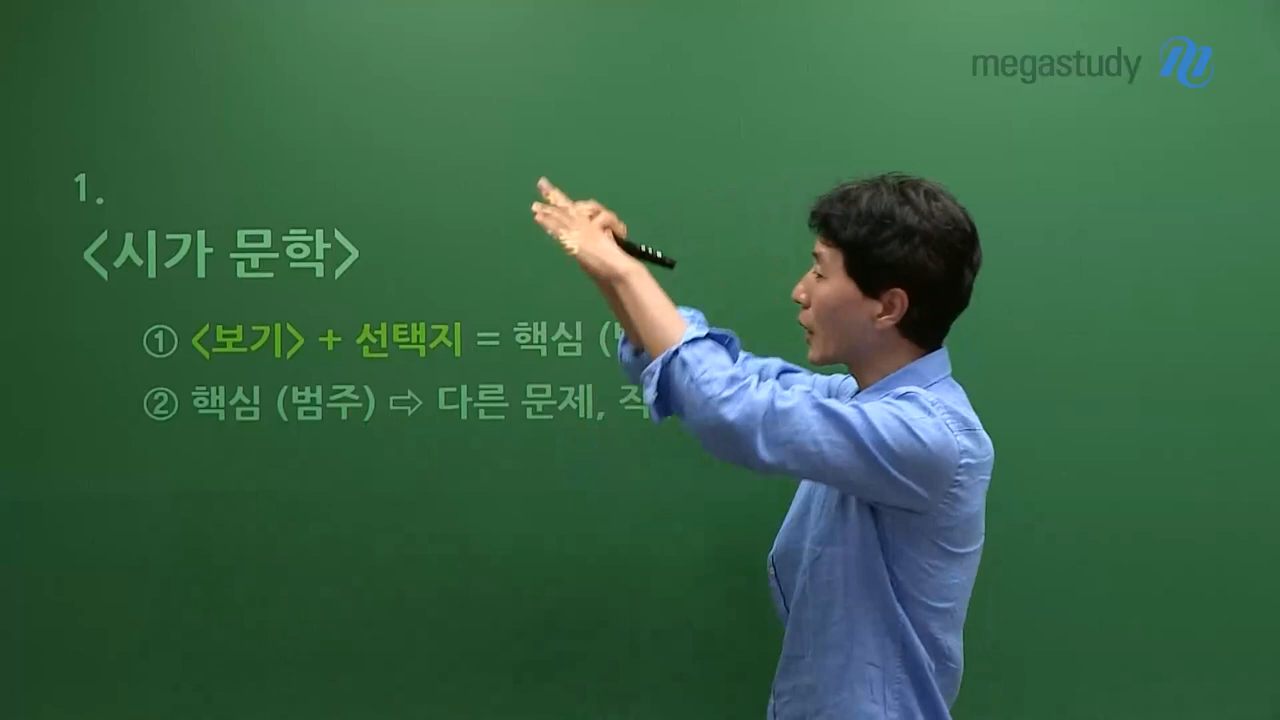 megastudy
1.
<시가 문학>
① <보기> + 선택지 = 핵심 (
② 핵심 (범주) ⇨ 다른 문제,